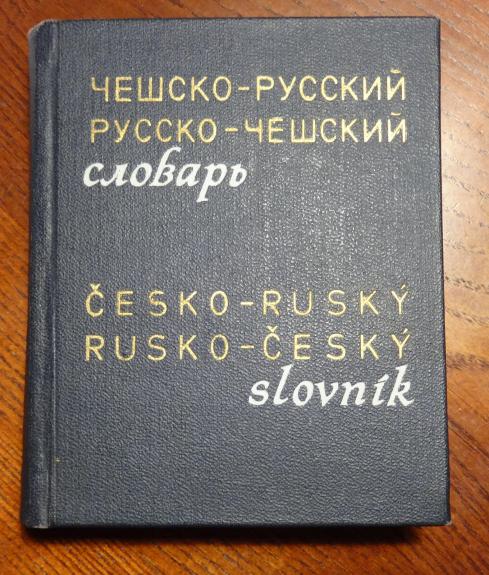 ЧЕШСКО-РУССКИЙ
РУССКО-ЧЕШСКИЙ
словарь
ČESKO-RUSKÝ
RUSKO-ČESKÝ
slovník